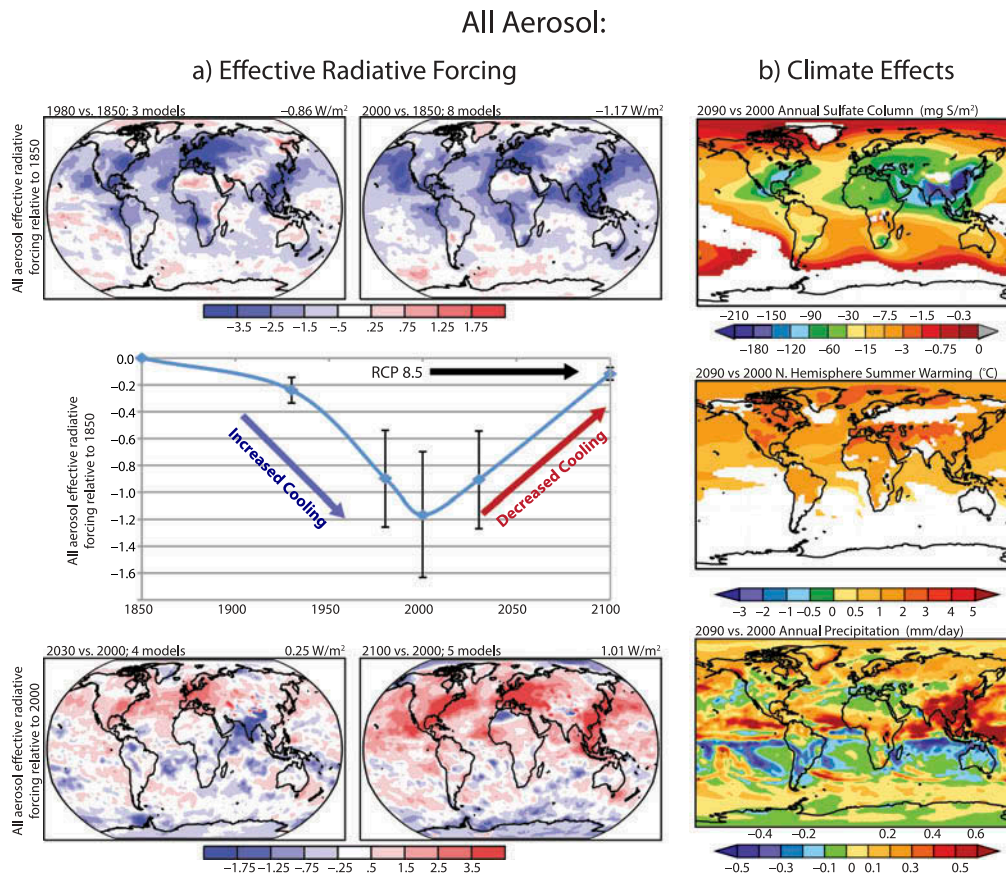 All Aerosol:
a) Effective Radiative Forcing
b) Climate Effects
1980 vs. 1850; 3 models
−0.86 W/m²
2000 vs. 1850; 8 models
−1.17 W/m²
All aerosol effective radiative
forcing relative to 1850
−3.5 −2.5 −1.5 −.5 .25 .75 1.25 1.75
0.0
−0.2
−0.4
−0.6
−0.8
−1.0
−1.2
−1.4
−1.6
All aerosol effective radiative
forcing relative to 1850
RCP 8.5
Increased Cooling
Decreased Cooling
1850 1900 1950 2000 2050 2100
2030 vs. 2000; 4 models
0.25 W/m²
2100 vs. 2000; 5 models
1.01 W/m²
All aerosol effective radiative
forcing relative to 2000
−1.75 −1.25 −.75 −.25 .5 1.5 2.5 3.5
2090 vs 2000 Annual Sulfate Column (mg S/m²)
−210 −150 −90 −30 −7.5 −1.5 −0.3
−180 −120 −60 −15 −3 −0.75 0
2090 vs 2000 N. Hemisphere Summer Warming (°C)
−3 −2 −1 −0.5 0 0.5 1 2 3 4 5
2090 vs. 2000 Annual Precipitation (mm/day)
−0.4 −0.2 0.2 0.4 0.6
−0.5 −0.3 −0.1 0 0.1 0.3 0.5